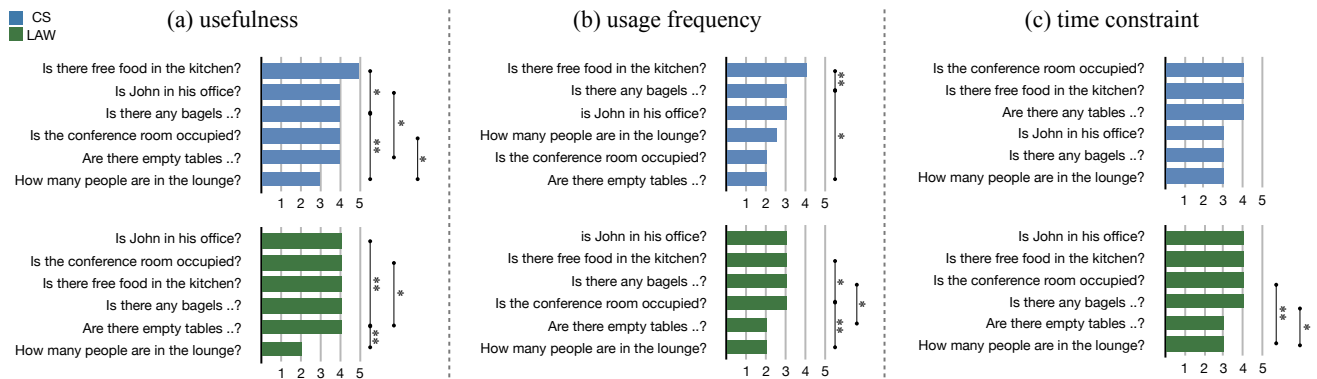 CS
LAW
(a) usefulness
Is there free food in the kitchen?
Is John in his office?
Is there any bagels ..?
Is the conference room occupied?
Are there empty tables ..?
How many people are in the lounge?
1 2 3 4 5
*
**
*
*
Is John in his office?
Is the conference room occupied?
Is there free food in the kitchen?
Is there any bagels ..?
Are there empty tables ..?
How many people are in the lounge?
1 2 3 4 5
**
**
*
(b) usage frequency
Is there free food in the kitchen?
Is there any bagels ..?
is John in his office?
How many people are in the lounge?
Is the conference room occupied?
Are there empty tables ..?
1 2 3 4 5
**
*
is John in his office?
Is there free food in the kitchen?
Is there any bagels ..?
Is the conference room occupied?
Are there empty tables ..?
How many people are in the lounge?
1 2 3 4 5
*
**
*
(c) time constraint
Is the conference room occupied?
Is there free food in the kitchen?
Are there any tables ..?
Is John in his office?
Is there any bagels ..?
How many people are in the lounge?
1 2 3 4 5
is John in his office?
Is there free food in the kitchen?
Is the conference room occupied?
Is there any bagels ..?
Are there empty tables ..?
How many people are in the lounge?
1 2 3 4 5
**
*